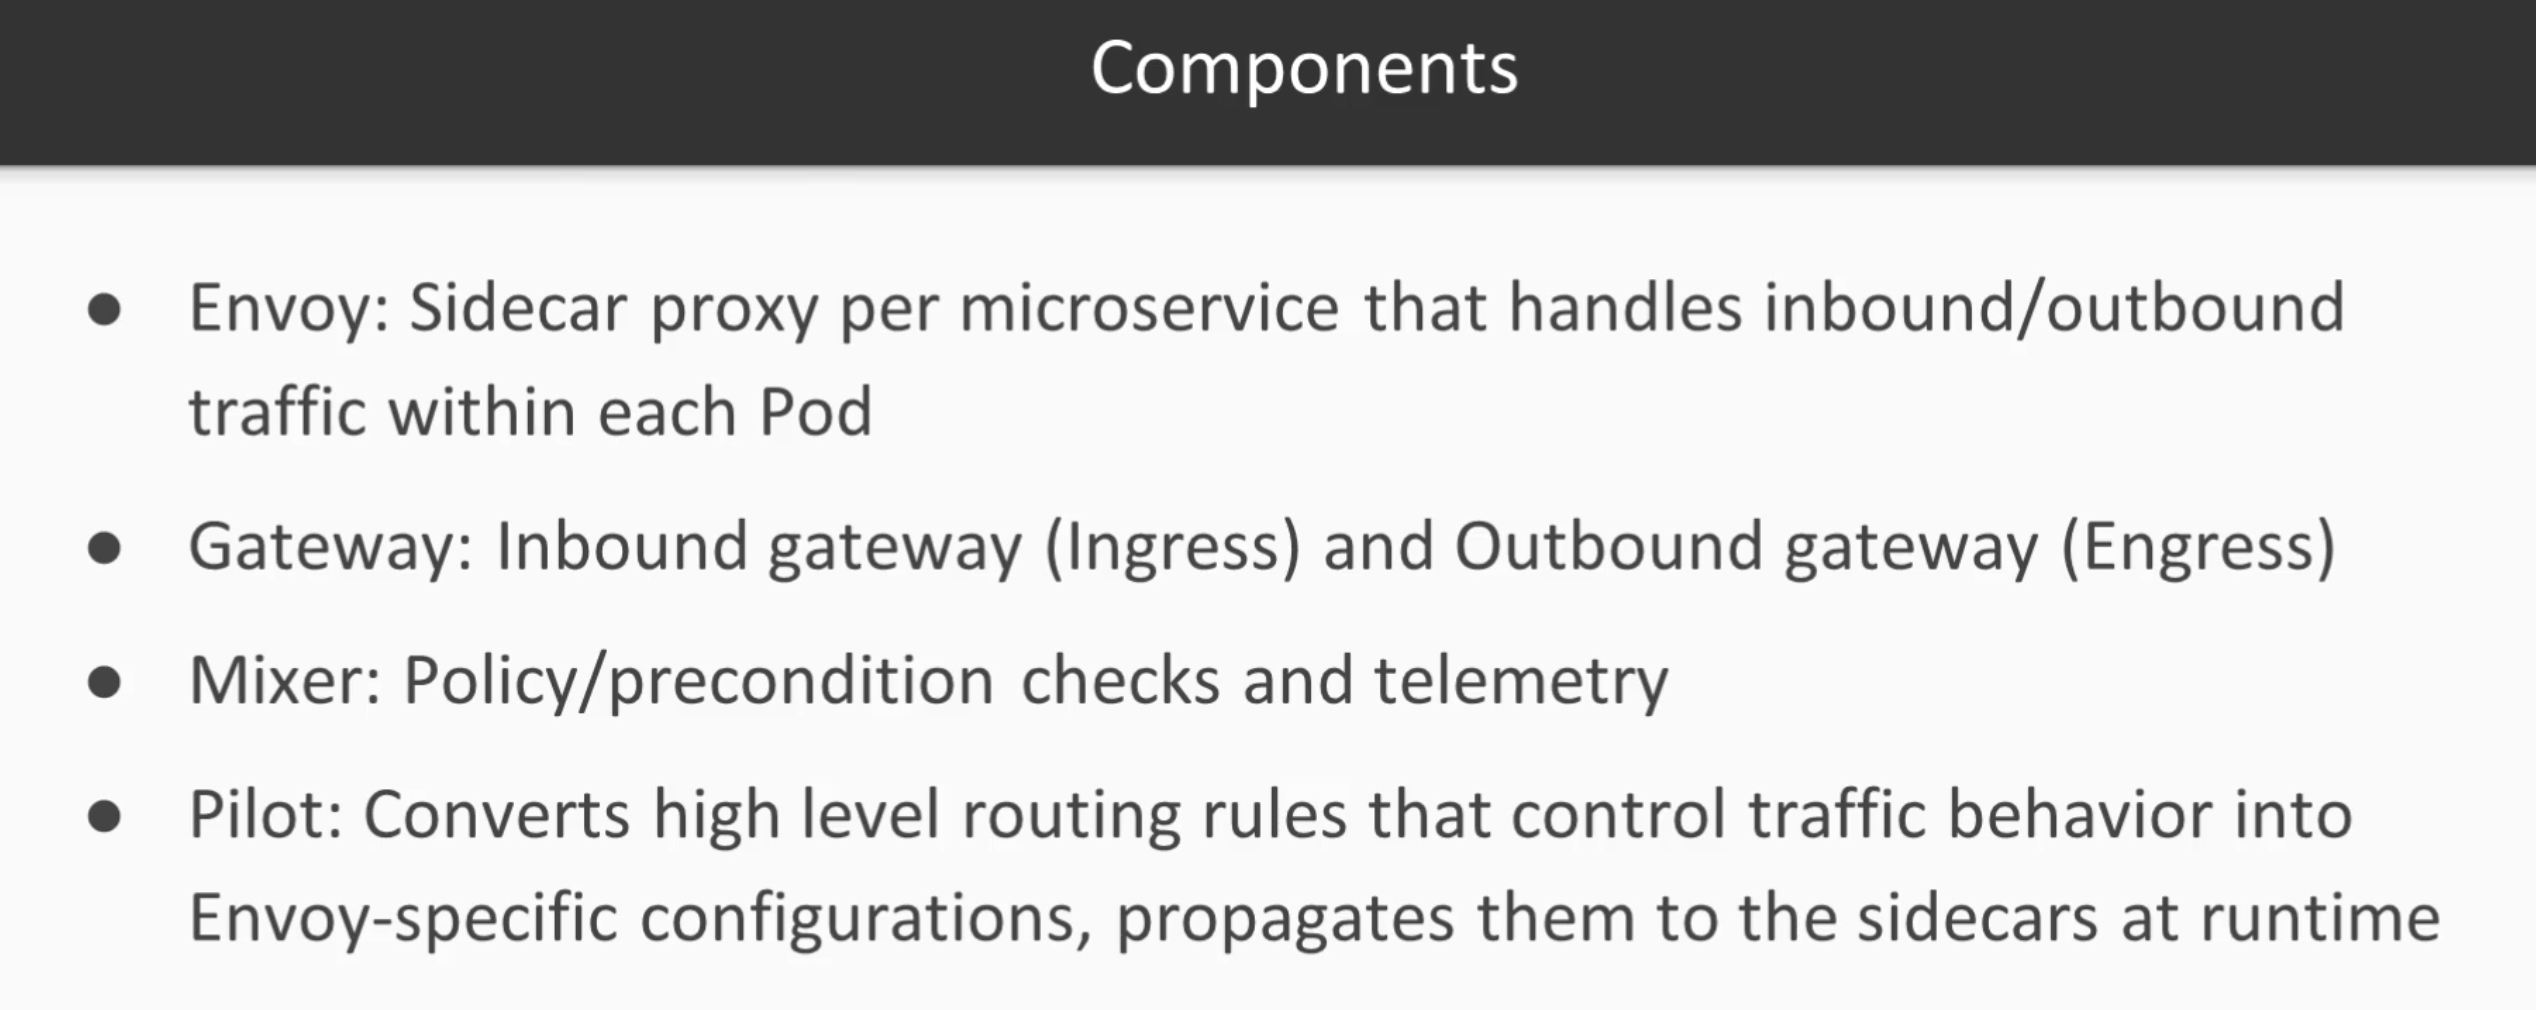 Components
● Envoy: Sidecar proxy per microservice that handles inbound/outbound
traffic within each Pod
● Gateway: Inbound gateway (Ingress) and Outbound gateway (Engress)
● Mixer: Policy/precondition checks and telemetry
● Pilot: Converts high level routing rules that control traffic behavior into
Envoy-specific configurations, propagates them to the sidecars at runtime